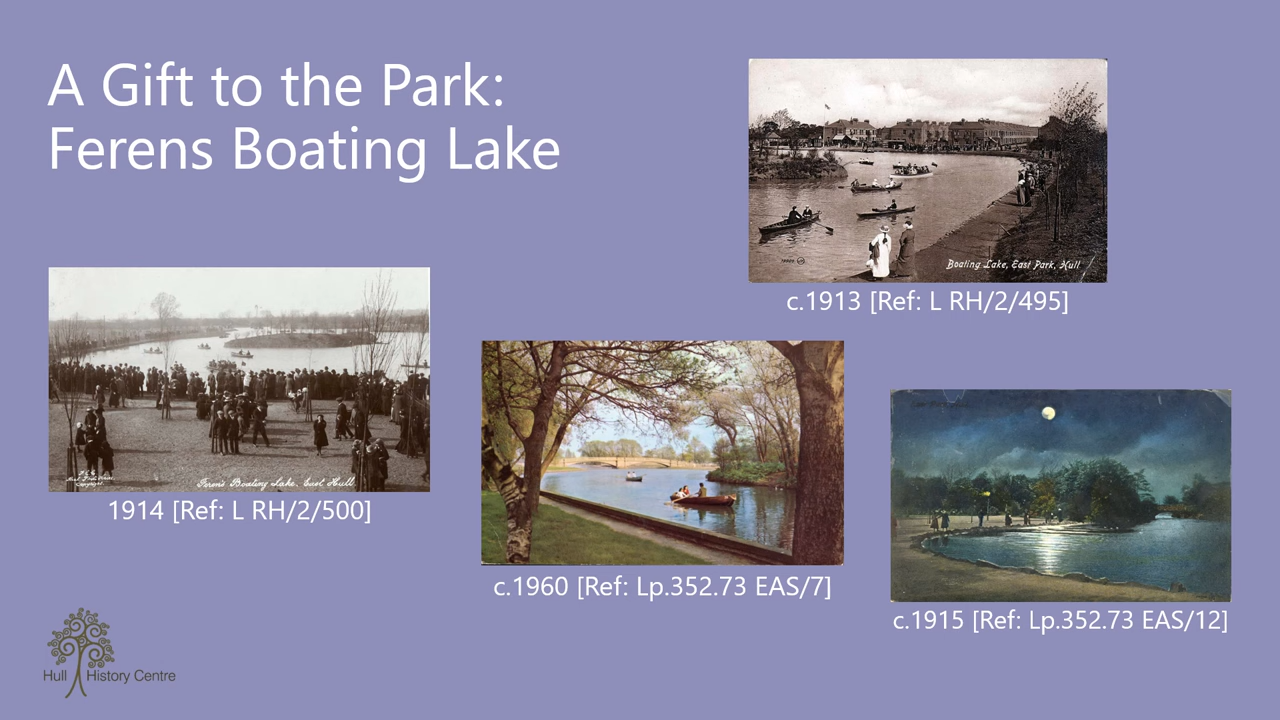 A Gift to the Park:
Ferens Boating Lake
Boating Lake, East Park, Hull
c.1913 [Ref: L RH/2/495]
Ferens Boating Lake, East Hull
Copyright
1914 [Ref: L RH/2/500]
c.1960 [Ref: Lp.352.73 EAS/7]
c.1915 [Ref: Lp.352.73 EAS/12]
Hull History Centre